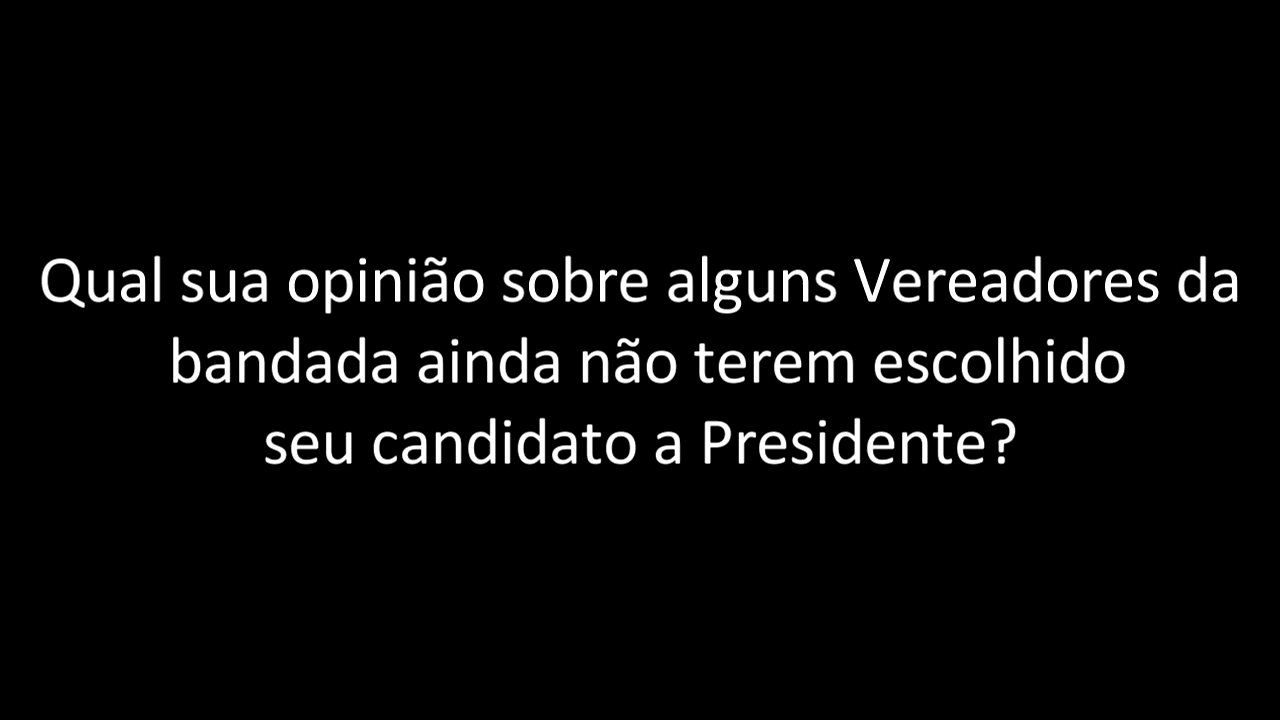 Qual sua opinião sobre alguns Vereadores da
bandada ainda não terem escolhido
seu candidato a Presidente?